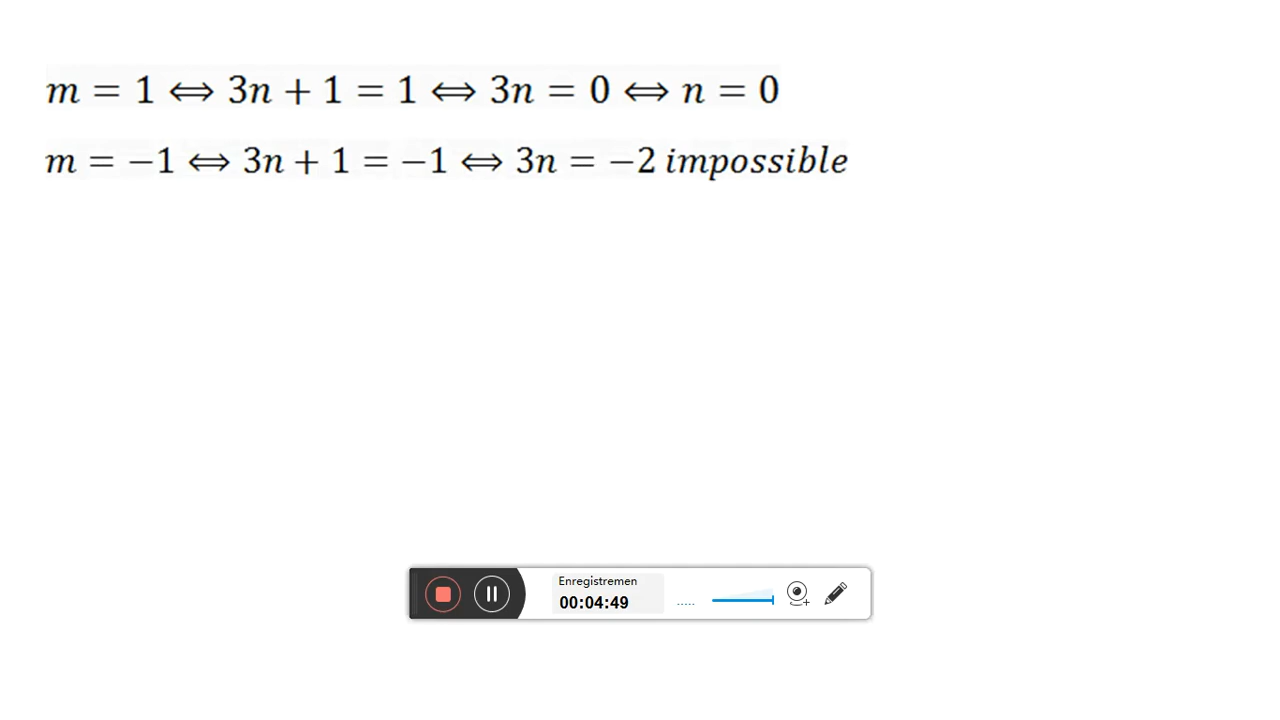 m = 1 ⟺ 3n + 1 = 1 ⟺ 3n = 0 ⟺ n = 0
m = −1 ⟺ 3n + 1 = −1 ⟺ 3n = −2 impossible
Enregistremen
00:04:49